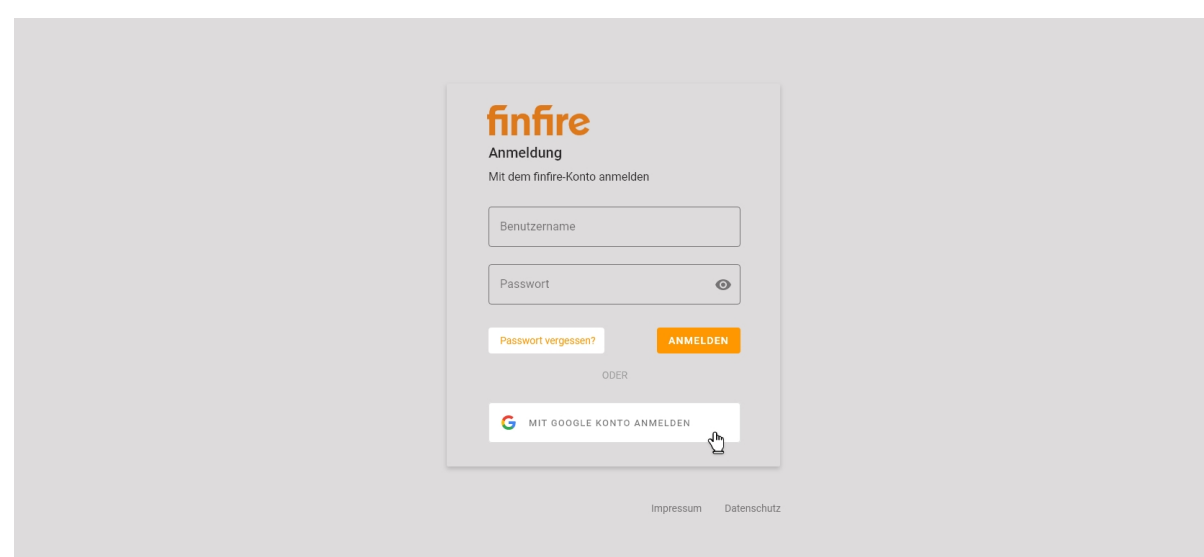 finfire
Anmeldung
Mit dem finfire-Konto anmelden
Benutzername
Passwort
Passwort vergessen?
ANMELDEN
ODER
MIT GOOGLE KONTO ANMELDEN
Impressum
Datenschutz